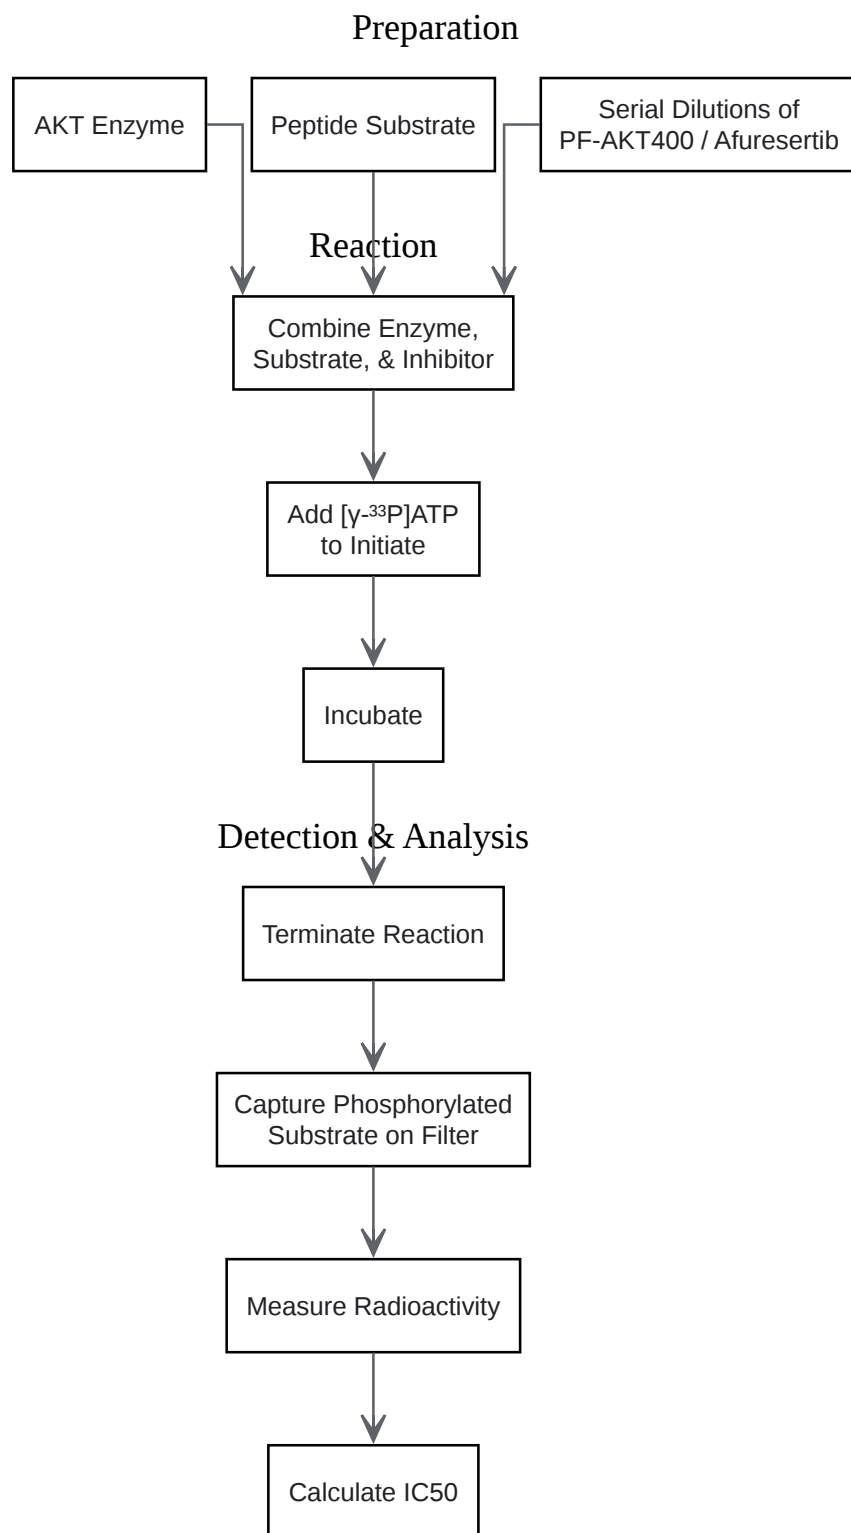 Preparation
AKT Enzyme
Peptide Substrate
Serial Dilutions of
PF-AKT400 / Afuresertib
Reaction
Combine Enzyme,
Substrate, & Inhibitor
Add [γ-³³P]ATP
to Initiate
Incubate
Detection & Analysis
Terminate Reaction
Capture Phosphorylated
Substrate on Filter
Measure Radioactivity
Calculate IC50